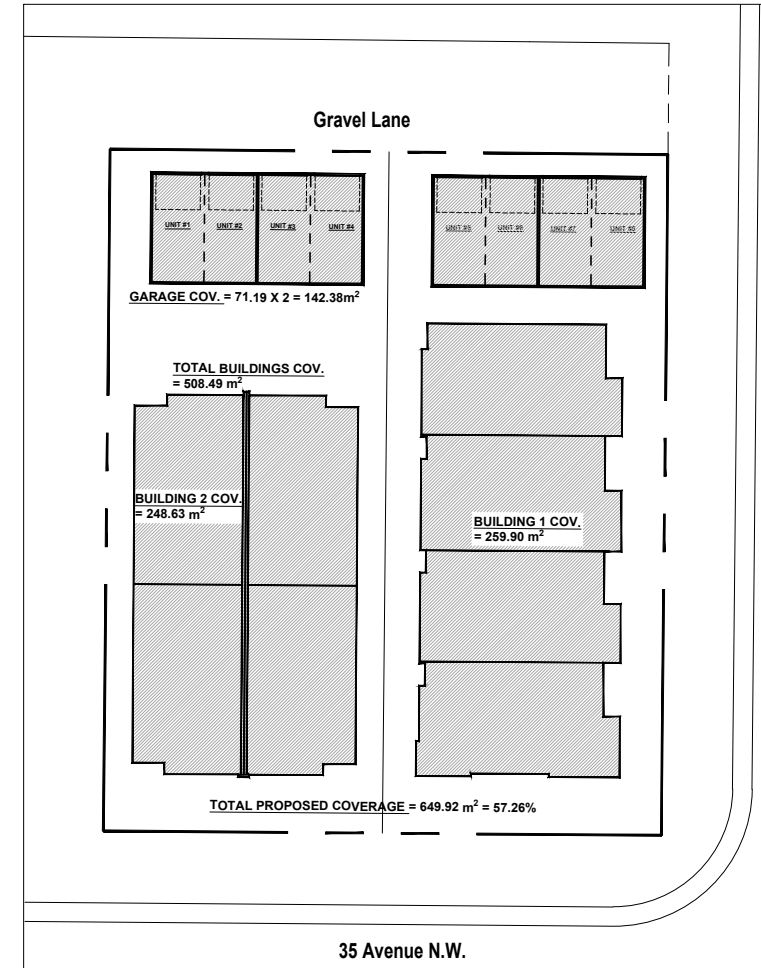 Gravel Lane
UNIT #1 UNIT #2 UNIT #3 UNIT #4
UNIT #5 UNIT #6 UNIT #7
GARAGE COV. = 71.19 X 2 = 142.38m²
TOTAL BUILDINGS COV.
= 508.49 m²
BUILDING 2 COV.
= 248.63 m²
BUILDING 1 COV.
= 259.90 m²
TOTAL PROPOSED COVERAGE = 649.92 m² = 57.26%
35 Avenue N.W.